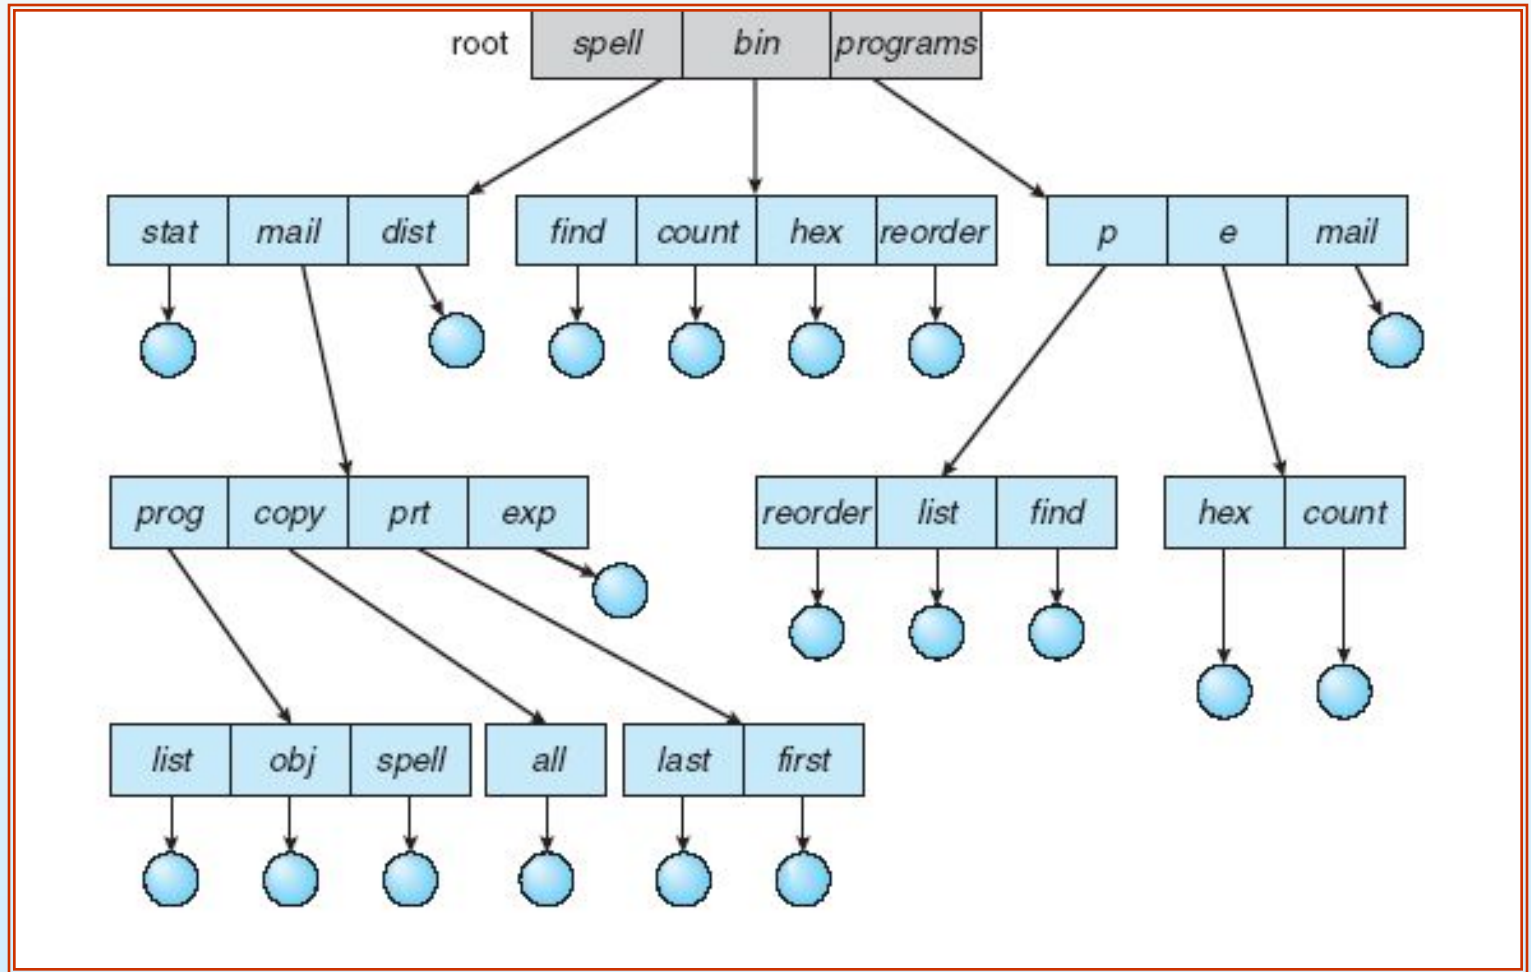 root spell bin programs
stat mail dist find count hex reorder p e mail
prog copy prt exp reorder list find hex count
list obj spell all last first